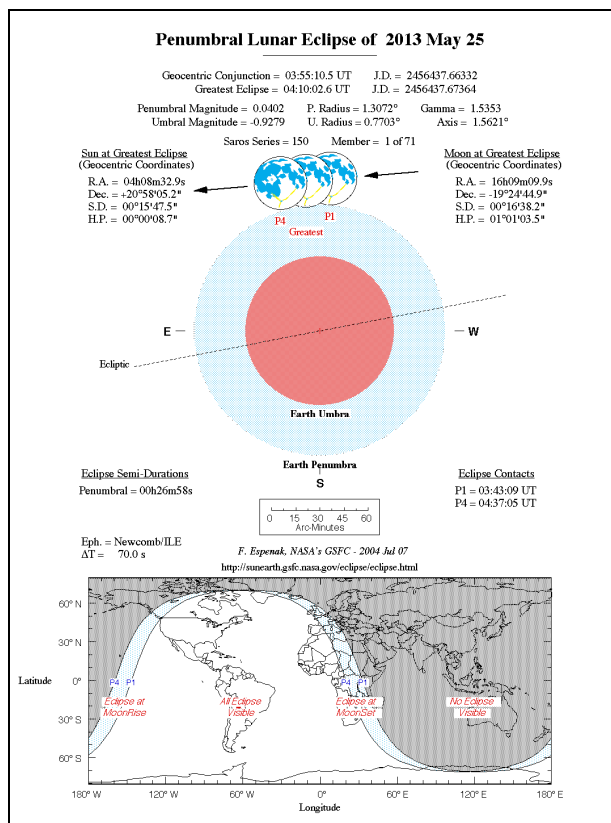 Penumbral Lunar Eclipse of 2013 May 25
Geocentric Conjunction = 03:55:10.5 UT J.D. = 2456437.66332
Greatest Eclipse = 04:10:02.6 UT J.D. = 2456437.67364
Penumbral Magnitude = 0.0402 P. Radius = 1.3072° Gamma = 1.5353
Umbral Magnitude = -0.9279 U. Radius = 0.7703° Axis = 1.5621°
Saros Series = 150 Member = 1 of 71
Sun at Greatest Eclipse
(Geocentric Coordinates)
R.A. = 04h08m32.9s
Dec. = +20°58'05.2"
S.D. = 00°15'47.5"
H.P. = 00°00'08.7"
Moon at Greatest Eclipse
(Geocentric Coordinates)
R.A. = 16h09m09.9s
Dec. = -19°24'44.9"
S.D. = 00°16'38.2"
H.P. = 01°01'03.5"
P4 P1
Greatest
E W
Ecliptic
Earth Umbra
Earth Penumbra
S
Eclipse Semi-Durations
Penumbral = 00h26m58s
Eclipse Contacts
P1 = 03:43:09 UT
P4 = 04:37:05 UT
0 15 30 45 60
Arc-Minutes
Eph. = Newcomb/ILE
ΔT = 70.0 s
F. Espenak, NASA's GSFC - 2004 Jul 07
http://sunearth.gsfc.nasa.gov/eclipse/eclipse.html
60° N
30° N
Latitude
0°
30° S
60° S
P4 P1 P4 P1
Eclipse at
MoonRise
All Eclipse
Visible
Eclipse at
MoonSet
No Eclipse
Visible
180° W 120° W 60° W 0° 60° E 120° E 180° E
Longitude